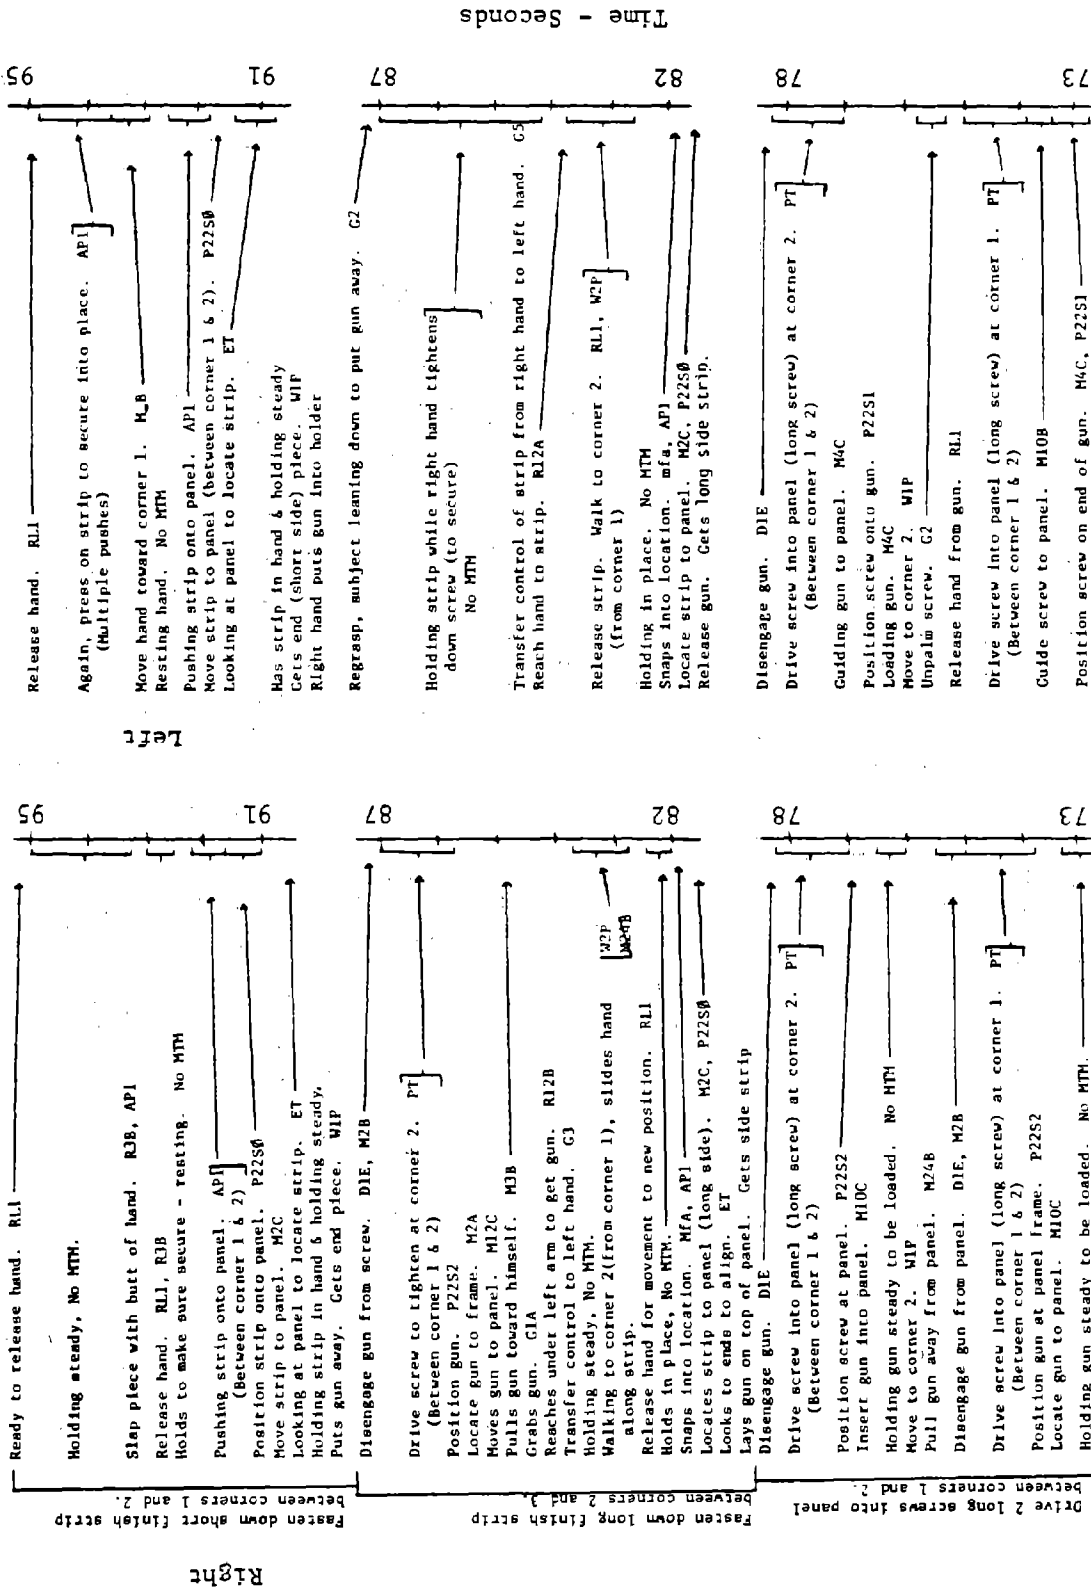 Right
Fasten down short finish strip
between corners 1 and 2.
Fasten down long finish strip
between corners 2 and 3.
Drive 2 long screws into panel
between corners 1 and 2.
Ready to release hand. RL1
Holding steady, No MTM.
Slap piece with butt of hand. R3B, AP1
Release hand. RL1, R3B
Holds to make sure secure - resting. No MTM
Pushing strip onto panel. AP1
(Between corner 1 & 2)
Position strip onto panel. P22SØ
Move strip to panel. M2C
Looking at panel to locate strip. ET
Holding strip in hand & holding steady.
Puts gun away. Gets end piece. W1P
Disengage gun from screw. D1E, M2B
Drive screw to tighten at corner 2. PT
(Between corner 1 & 2)
Position gun. P22S2
Locate gun to frame. M2A
Moves gun to panel. M12C
Pulls gun toward himself. M3B
Grabs gun. G1A
Reaches under left arm to get gun. R12B
Transfer control to left hand. G3
Holding steady, No MTM.
Walking to corner 2(from corner 1), slides hand
along strip.
W2P
M24B
Release hand for movement to new position. RL1
Holds in place, No MTM
Snaps into location. MfA, AP1
Locates strip to panel (long side). M2C, P22SØ
Looks to ends to align. ET
Lays gun on top of panel. Gets side strip
Disengage gun. D1E
Drive screw into panel (long screw) at corner 2. PT
(Between corner 1 & 2)
Position screw at panel. P22S2
Insert gun into panel. M10C
Holding gun steady to be loaded. No MTM
Move to corner 2. W1P
Pull gun away from panel. M24B
Disengage gun from panel. D1E, M2B
Drive screw into panel (long screw) at corner 1. PT
(Between corner 1 & 2)
Position gun at panel frame. P22S2
Locate gun to panel. M10C
Holding gun steady to be loaded. No MTM.
95
91
87
82
78
73
Left
Release hand. RL1
Again, press on strip to secure into place. AP1
(Multiple pushes)
Move hand toward corner 1. M_B
Resting hand. No MTM
Pushing strip onto panel. AP1
Move strip to panel (between corner 1 & 2). P22SØ
Looking at panel to locate strip. ET
Has strip in hand & holding steady
Gets end (short side) piece. W1P
Right hand puts gun into holder
Regrasp, subject leaning down to put gun away. G2
Holding strip while right hand tightens
down screw (to secure)
No MTM
Transfer control of strip from right hand to left hand. G5
Reach hand to strip. R12A
Release strip. Walk to corner 2. RL1, W2P
(from corner 1)
Holding in place. No MTM
Snaps into location. mfa, AP1
Locate strip to panel. M2C, P22SØ
Release gun. Gets long side strip.
Disengage gun. D1E
Drive screw into panel (long screw) at corner 2. PT
(Between corner 1 & 2)
Guiding gun to panel. M4C
Position screw onto gun. P22S1
Loading gun. M4C
Move to corner 2. W1P
Unpalm screw. G2
Release hand from gun. RL1
Drive screw into panel (long screw) at corner 1. PT
(Between corner 1 & 2)
Guide screw to panel. M10B
Position screw on end of gun. M4C, P22S1
95
91
87
82
78
73
Time - Seconds